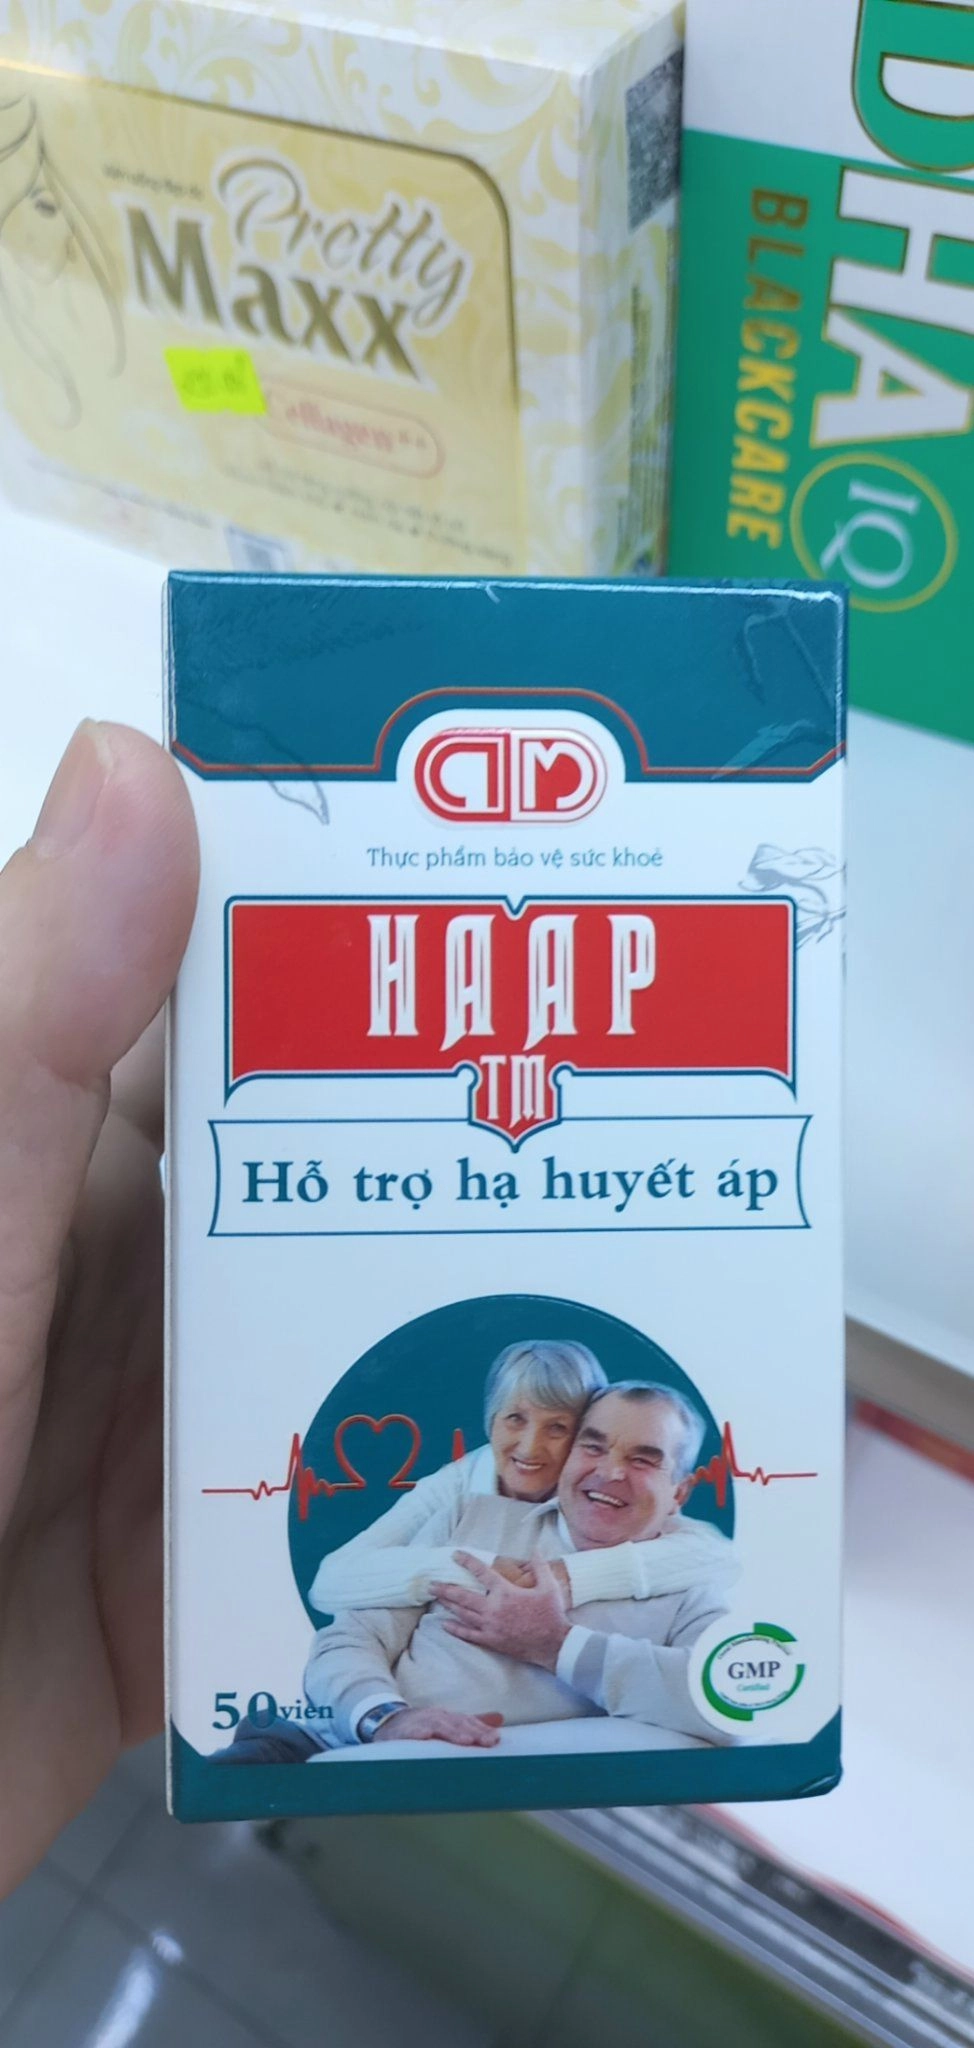 Pretty
Maxx
Collagen
DHA
BLACKCARE
IQ
Thực phẩm bảo vệ sức khoẻ
HAAP
TM
Hỗ trợ hạ huyết áp
GMP
Certified
50 viên